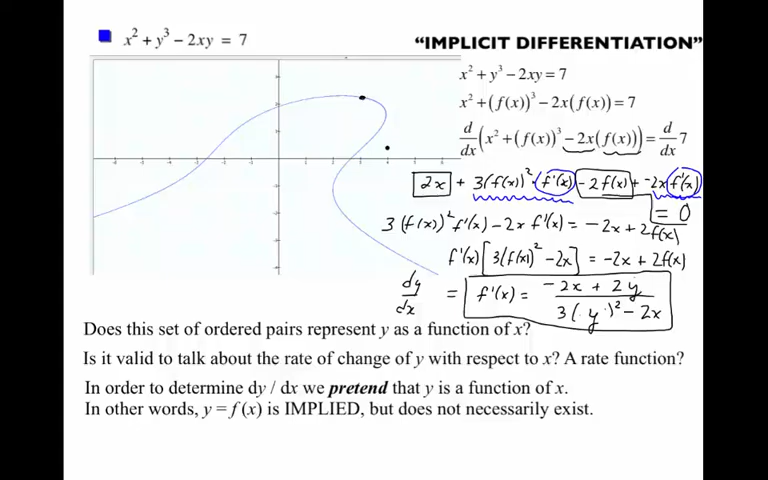 x² + y³ − 2xy = 7
"IMPLICIT DIFFERENTIATION"
x² + y³ − 2xy = 7
x² + (f(x))³ − 2x(f(x)) = 7
d/dx (x² + (f(x))³ − 2x(f(x))) = d/dx 7
2x + 3(f(x))² · f'(x) − 2f(x) + −2x f'(x)
= 0
3(f(x))² f'(x) − 2x f'(x) = −2x + 2f(x)
f'(x) [3(f(x))² − 2x] = −2x + 2f(x)
dy/dx = f'(x) = (−2x + 2y) / (3(y)² − 2x)
Does this set of ordered pairs represent y as a function of x?
Is it valid to talk about the rate of change of y with respect to x? A rate function?
In order to determine dy / dx we pretend that y is a function of x.
In other words, y = f (x) is IMPLIED, but does not necessarily exist.